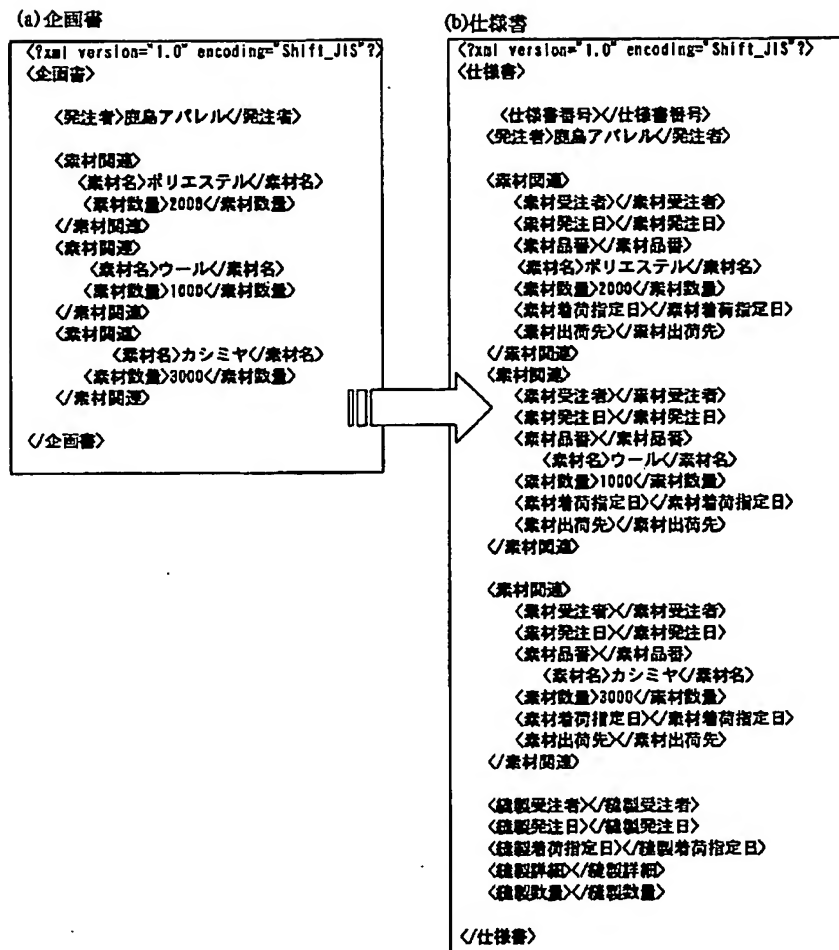 (a)企画書
<?xml version="1.0" encoding="Shift_JIS"?>
<企画書>
<発注者>鹿島アパレル</発注者>
<素材関連>
<素材名>ポリエステル</素材名>
<素材数量>2000</素材数量>
</素材関連>
<素材関連>
<素材名>ウール</素材名>
<素材数量>1000</素材数量>
</素材関連>
<素材関連>
<素材名>カシミヤ</素材名>
<素材数量>3000</素材数量>
</素材関連>
</企画書>
(b)仕様書
<?xml version="1.0" encoding="Shift_JIS"?>
<仕様書>
<仕様書番号></仕様書番号>
<発注者>鹿島アパレル</発注者>
<素材関連>
<素材受注者></素材受注者>
<素材発注日></素材発注日>
<素材品番></素材品番>
<素材名>ポリエステル</素材名>
<素材数量>2000</素材数量>
<素材着荷指定日></素材着荷指定日>
<素材出荷先></素材出荷先>
</素材関連>
<素材関連>
<素材受注者></素材受注者>
<素材発注日></素材発注日>
<素材品番></素材品番>
<素材名>ウール</素材名>
<素材数量>1000</素材数量>
<素材着荷指定日></素材着荷指定日>
<素材出荷先></素材出荷先>
</素材関連>
<素材関連>
<素材受注者></素材受注者>
<素材発注日></素材発注日>
<素材品番></素材品番>
<素材名>カシミヤ</素材名>
<素材数量>3000</素材数量>
<素材着荷指定日></素材着荷指定日>
<素材出荷先></素材出荷先>
</素材関連>
<縫製受注者></縫製受注者>
<縫製発注日></縫製発注日>
<縫製着荷指定日></縫製着荷指定日>
<縫製詳細></縫製詳細>
<縫製数量></縫製数量>
</仕様書>